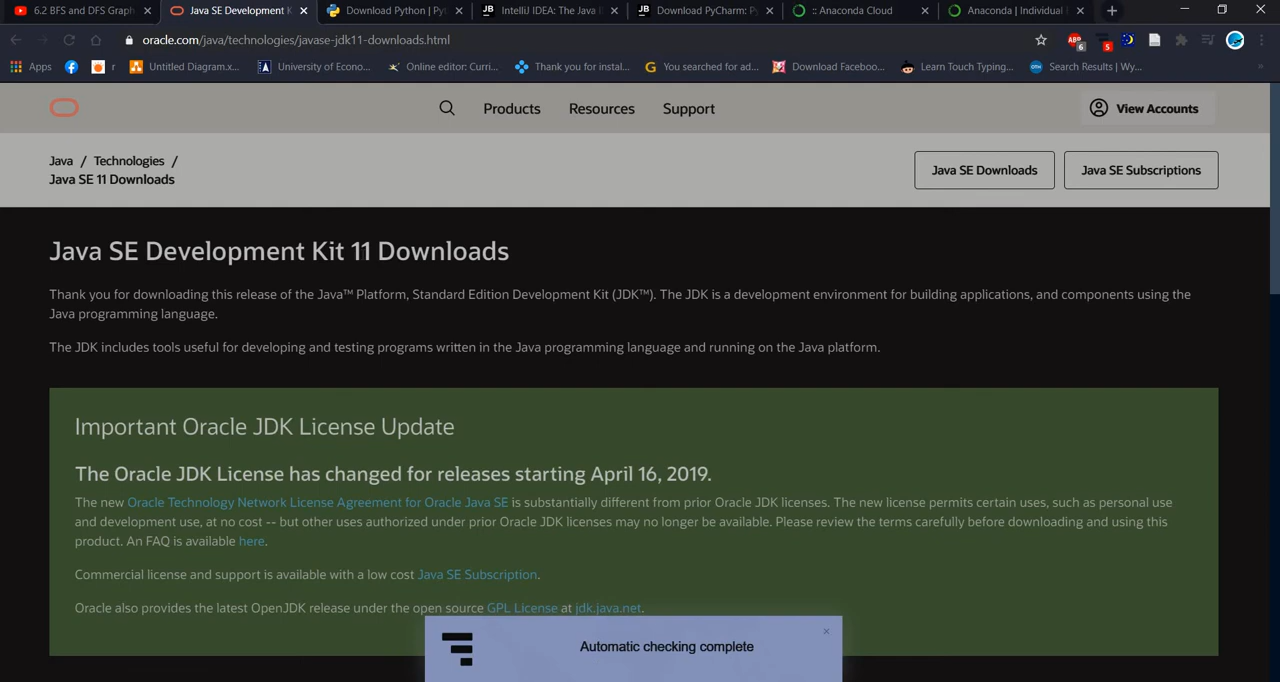 6.2 BFS and DFS Grap
Java SE Development K
Download Python | Py
IntelliJ IDEA: The Java I
Download PyCharm: Py
:: Anaconda Cloud
Anaconda | Individual
oracle.com/java/technologies/javase-jdk11-downloads.html
ABP 6
5
Apps
r
Untitled Diagram.x...
University of Econo...
Online editor: Curri...
Thank you for instal...
You searched for ad...
Download Faceboo...
Learn Touch Typing...
Search Results | Wy...
Products
Resources
Support
View Accounts
Java / Technologies /
Java SE 11 Downloads
Java SE Downloads
Java SE Subscriptions
Java SE Development Kit 11 Downloads
Thank you for downloading this release of the Java™ Platform, Standard Edition Development Kit (JDK™). The JDK is a development environment for building applications, and components using the
Java programming language.
The JDK includes tools useful for developing and testing programs written in the Java programming language and running on the Java platform.
Important Oracle JDK License Update
The Oracle JDK License has changed for releases starting April 16, 2019.
The new Oracle Technology Network License Agreement for Oracle Java SE is substantially different from prior Oracle JDK licenses. The new license permits certain uses, such as personal use
and development use, at no cost -- but other uses authorized under prior Oracle JDK licenses may no longer be available. Please review the terms carefully before downloading and using this
product. An FAQ is available here.
Commercial license and support is available with a low cost Java SE Subscription.
Oracle also provides the latest OpenJDK release under the open source GPL License at jdk.java.net.
Automatic checking complete